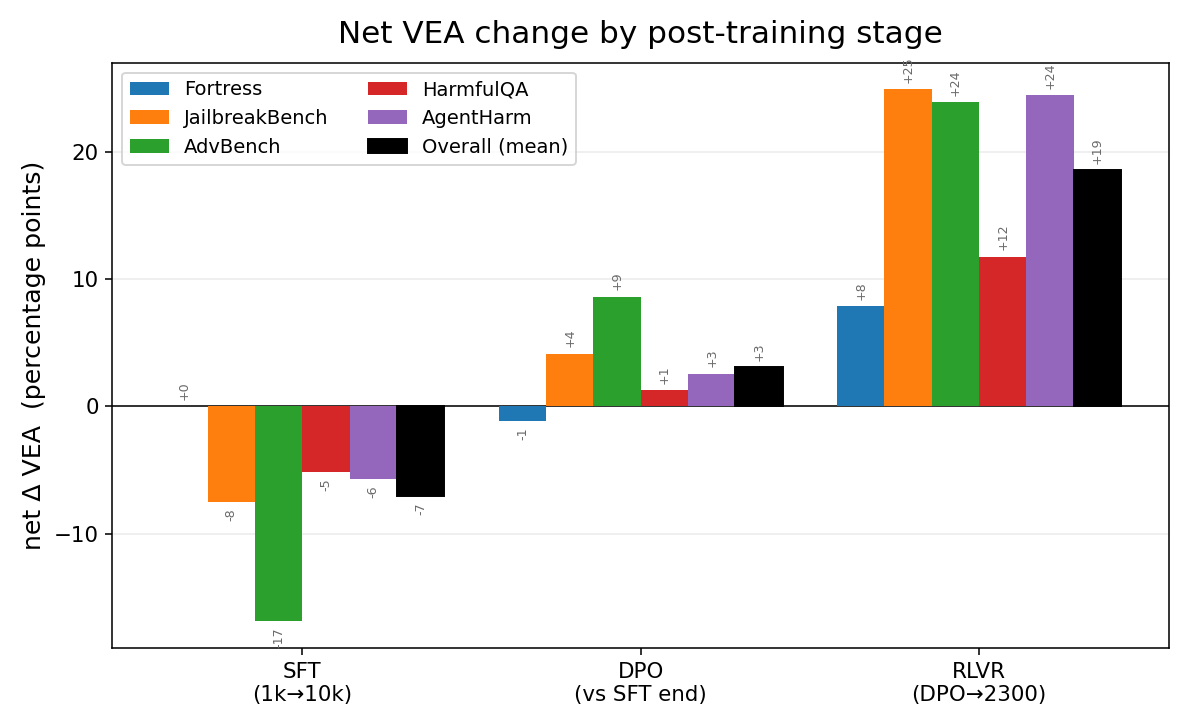 Net VEA change by post-training stage
net Δ VEA (percentage points)
20
10
0
−10
Fortress
JailbreakBench
AdvBench
HarmfulQA
AgentHarm
Overall (mean)
+0
-8
-17
-5
-6
-7
-1
+4
+9
+1
+3
+3
+8
+25
+24
+12
+24
+19
SFT
(1k→10k)
DPO
(vs SFT end)
RLVR
(DPO→2300)